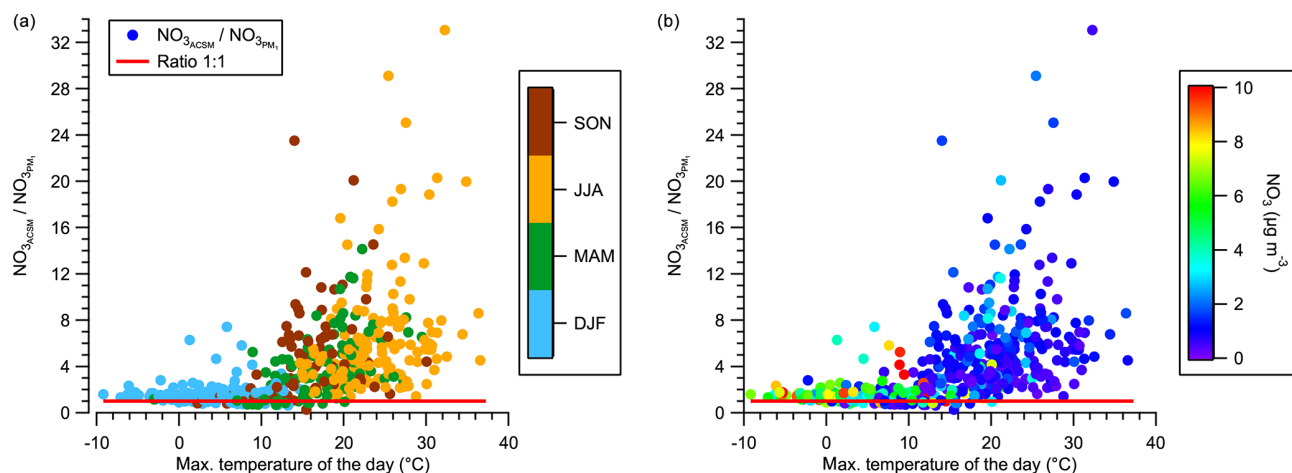 (a)
NO3ACSM / NO3PM1
Ratio 1:1
32
28
24
20
16
12
8
4
0
NO3ACSM / NO3PM1
-10
0
10
20
30
40
Max. temperature of the day (°C)
SON
JJA
MAM
DJF
(b)
32
28
24
20
16
12
8
4
0
NO3ACSM / NO3PM1
-10
0
10
20
30
40
Max. temperature of the day (°C)
10
8
6
4
2
0
NO3 (µg m-3)